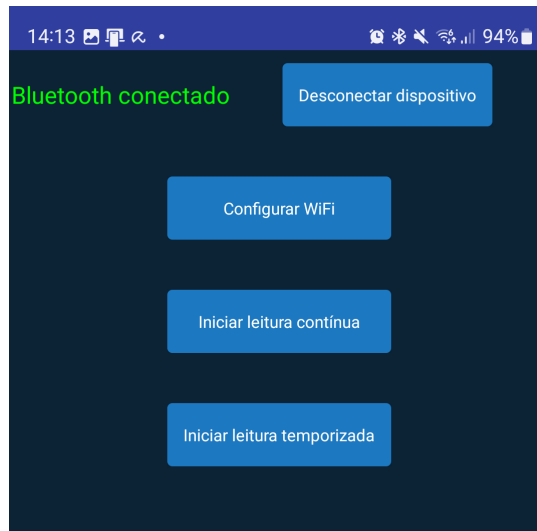 14:13 94%
Bluetooth conectado Desconectar dispositivo
Configurar WiFi
Iniciar leitura contínua
Iniciar leitura temporizada